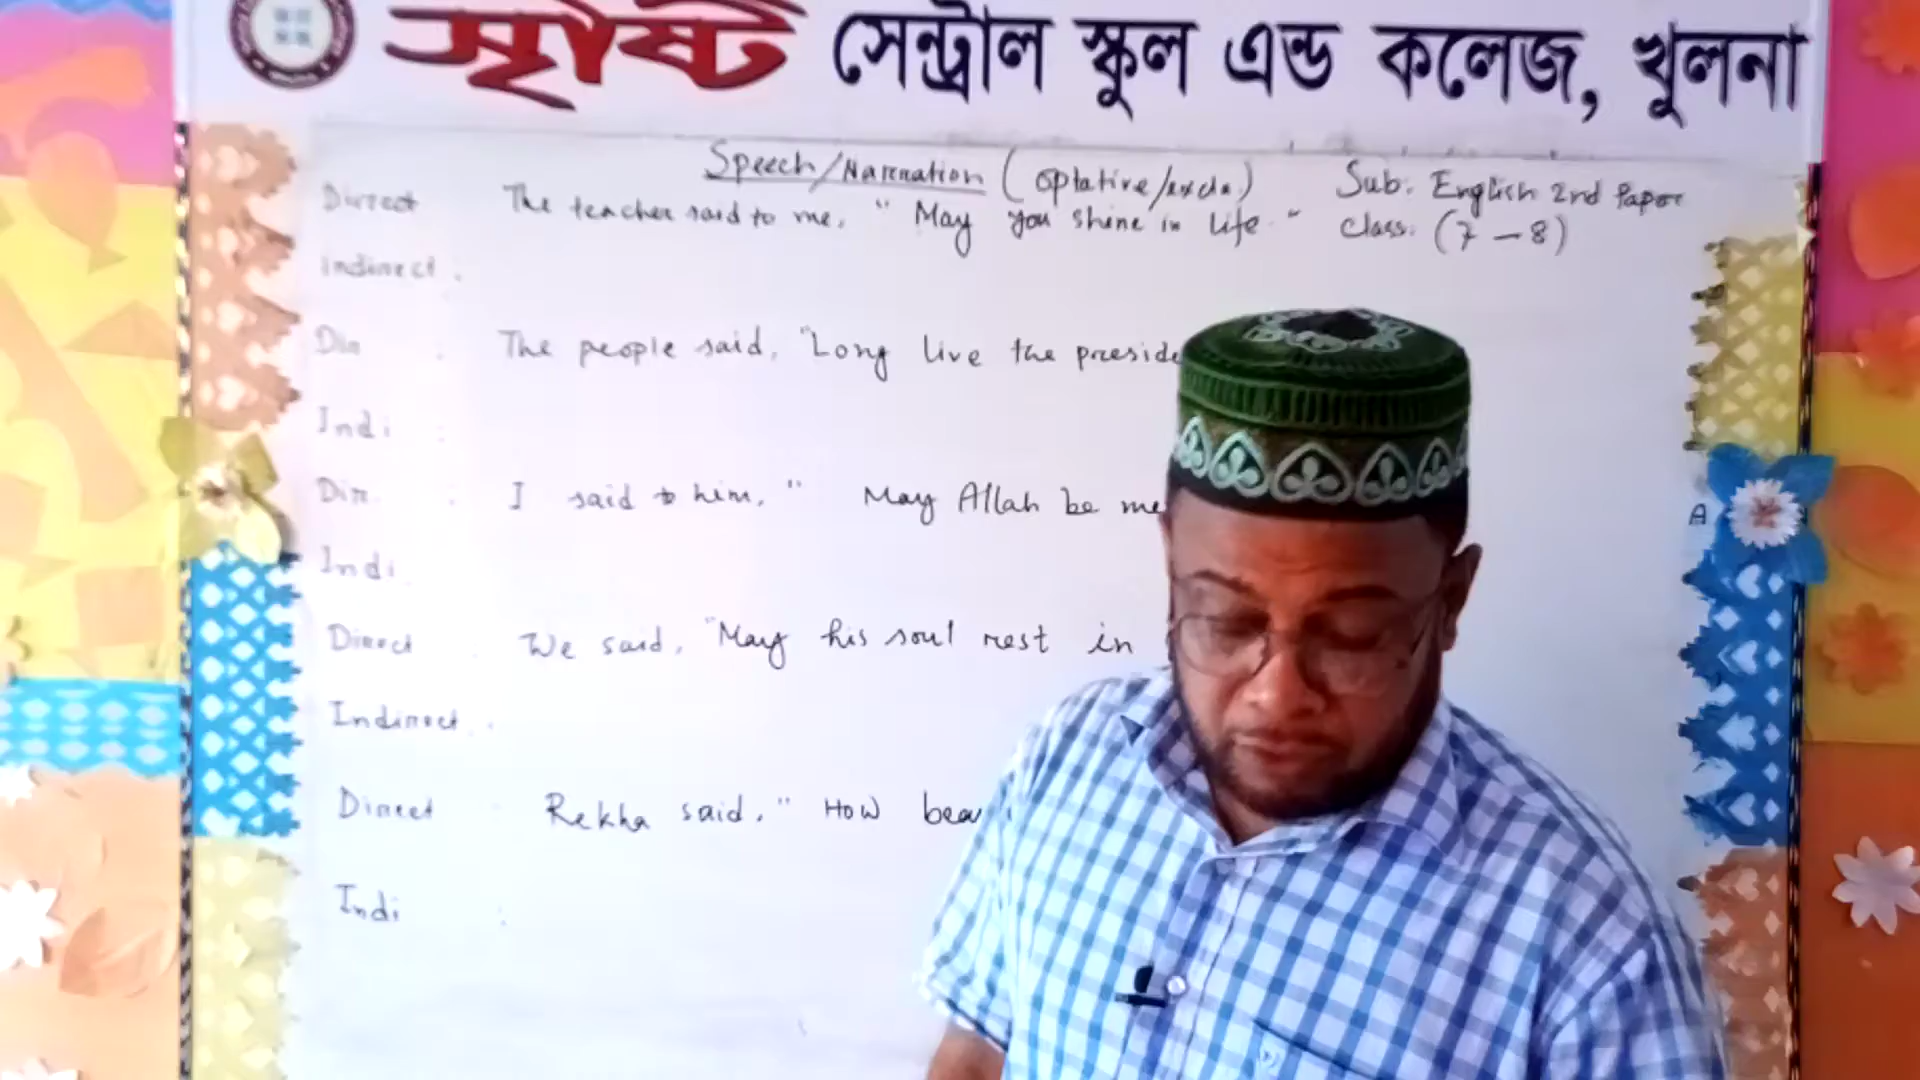 সৃষ্টি সেন্ট্রাল স্কুল এন্ড কলেজ, খুলনা
Speech/Narration (optative/excla.) Sub: English 2nd Paper
Direct The teacher said to me, "May you shine in life." Class: (7-8)
Indirect :
Dir : The people said, "Long live the preside
Indi :
Dir : I said to him, " May Allah be me
A
Indi
Direct : We said, "May his soul rest in
Indirect :
Direct : Rekha said, " How bea
Indi :